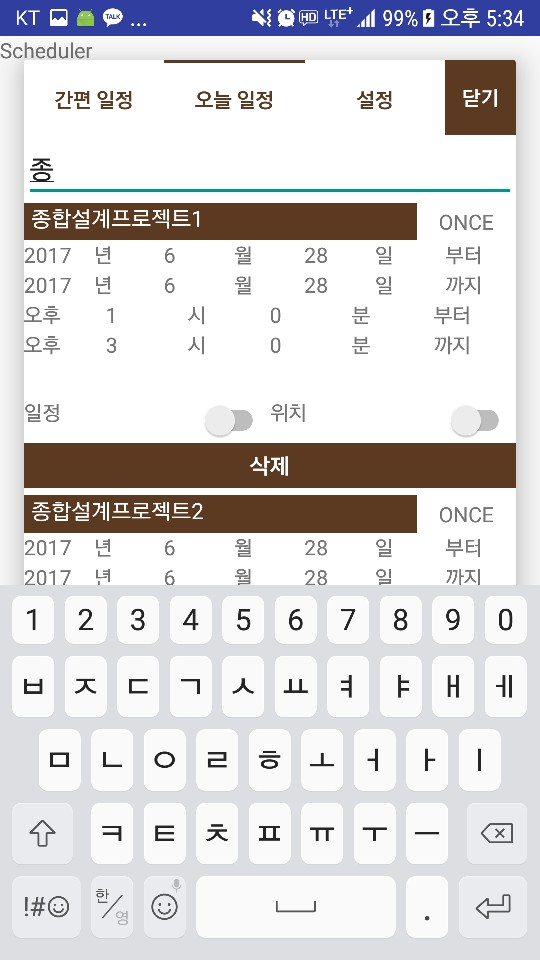 KT TALK ... HD LTE+ 99% 오후 5:34
Scheduler
간편 일정 오늘 일정 설정 닫기
종
종합설계프로젝트1 ONCE
2017 년 6 월 28 일 부터
2017 년 6 월 28 일 까지
오후 1 시 0 분 부터
오후 3 시 0 분 까지
일정 위치
삭제
종합설계프로젝트2 ONCE
2017 년 6 월 28 일 부터
2017 년 6 월 28 일 까지
1 2 3 4 5 6 7 8 9 0
ㅂ ㅈ ㄷ ㄱ ㅅ ㅛ ㅕ ㅑ ㅐ ㅔ
ㅁ ㄴ ㅇ ㄹ ㅎ ㅗ ㅓ ㅏ ㅣ
ㅋ ㅌ ㅊ ㅍ ㅠ ㅜ ㅡ
!#☺ 한/영 .